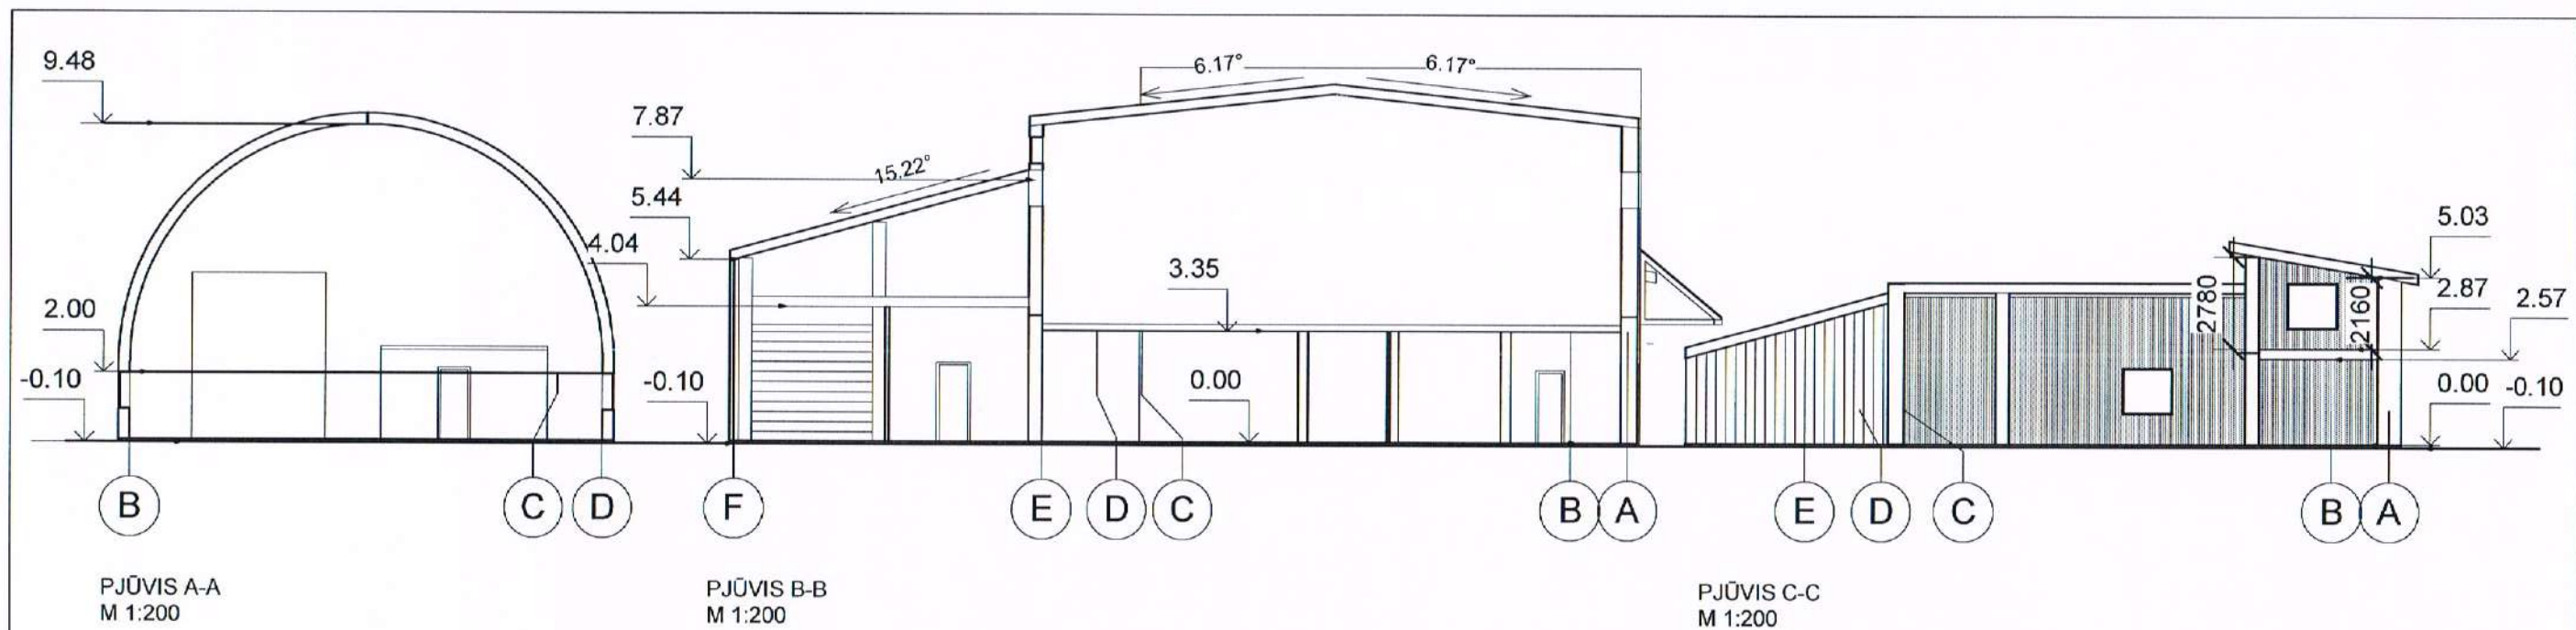 9.48
2.00
-0.10
B
C
D
PJŪVIS A-A
M 1:200
6.17°
6.17°
7.87
15.22°
5.44
4.04
3.35
-0.10
0.00
F
E
D
C
B
A
PJŪVIS B-B
M 1:200
5.03
2780
2160
2.87
2.57
0.00
-0.10
E
D
C
B
A
PJŪVIS C-C
M 1:200